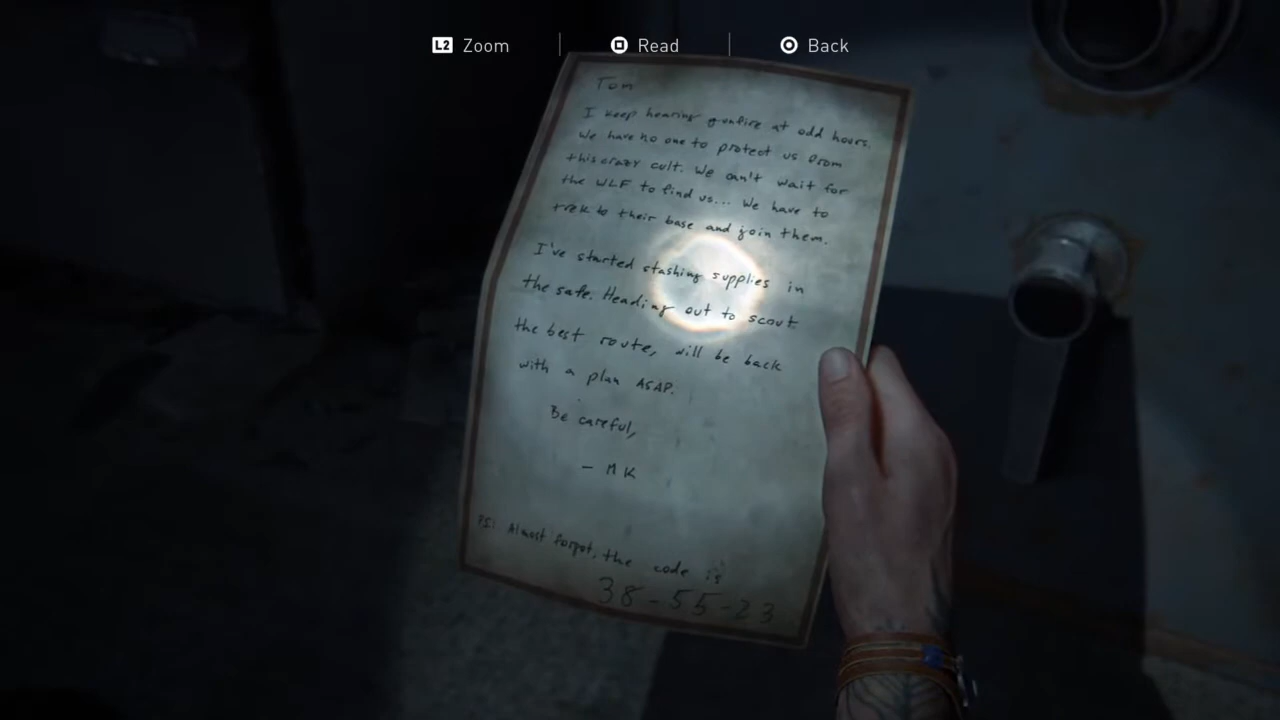 L2 Zoom Read Back
Tom
I keep hearing gunfire at odd hours.
We have no one to protect us from
this crazy cult. We can't wait for
the WLF to find us... We have to
trek to their base and join them.
I've started stashing supplies in
the safe. Heading out to scout
the best route, will be back
with a plan ASAP.
Be careful,
- MK
PS: Almost forgot, the code is
38-55-23